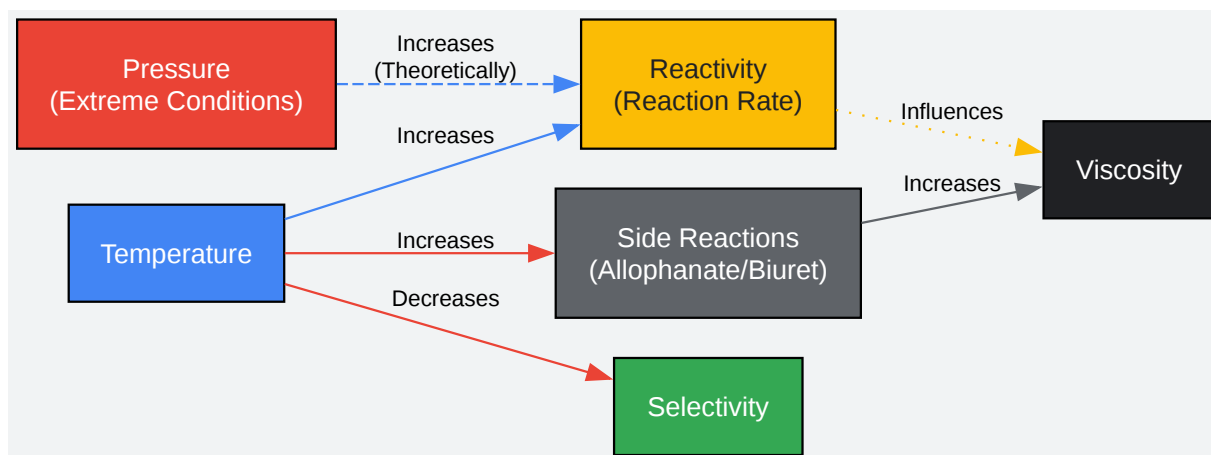 Pressure
(Extreme Conditions)
Increases
(Theoretically)
Reactivity
(Reaction Rate)
Increases
Influences
Viscosity
Increases
Temperature
Increases
Side Reactions
(Allophanate/Biuret)
Decreases
Selectivity